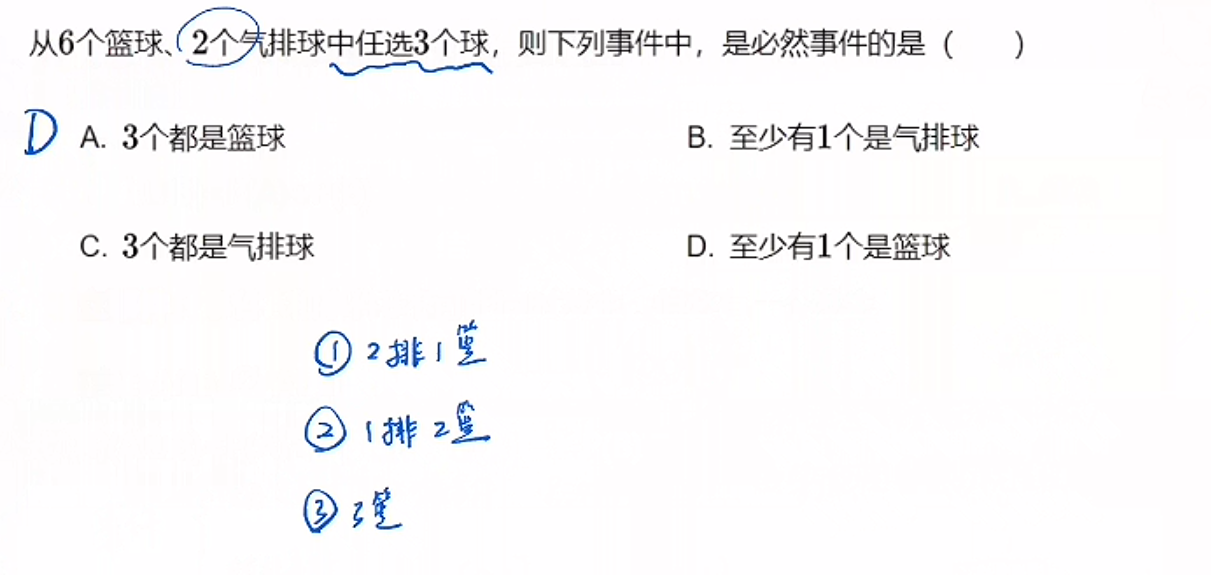 从6个篮球、2个气排球中任选3个球，则下列事件中，是必然事件的是（　　）
D A. 3个都是篮球 B. 至少有1个是气排球
C. 3个都是气排球 D. 至少有1个是篮球
① 2排1篮
② 1排2篮
③ 3篮